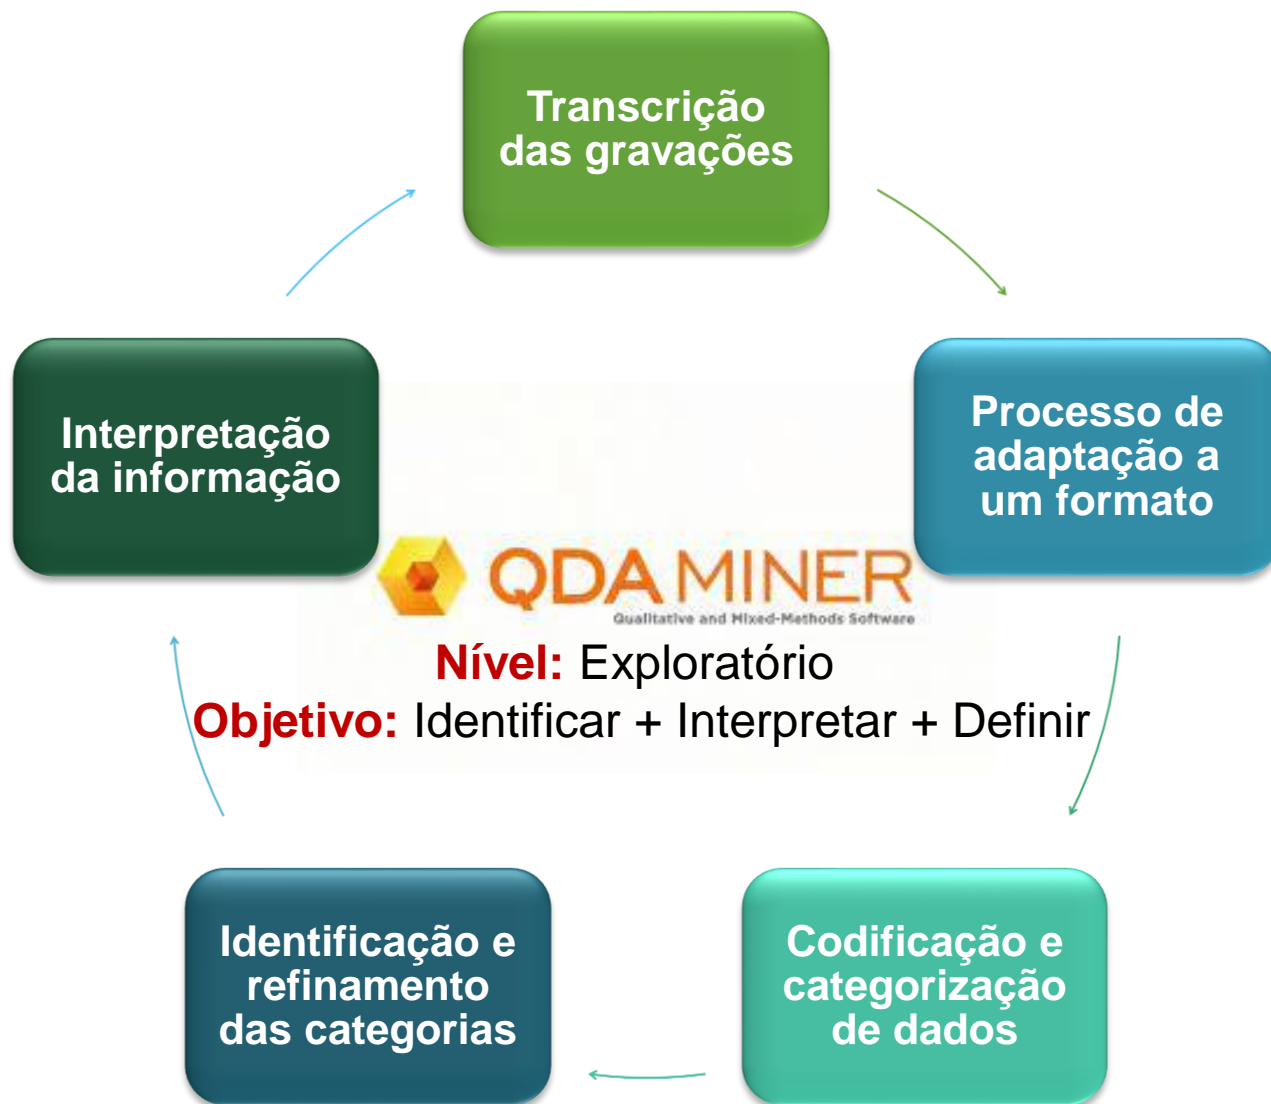 Transcrição
das gravações
Processo de
adaptação a
um formato
Codificação e
categorização
de dados
Identificação e
refinamento
das categorias
Interpretação
da informação
QDA MINER
Qualitative and Mixed-Methods Software
Nível: Exploratório
Objetivo: Identificar + Interpretar + Definir